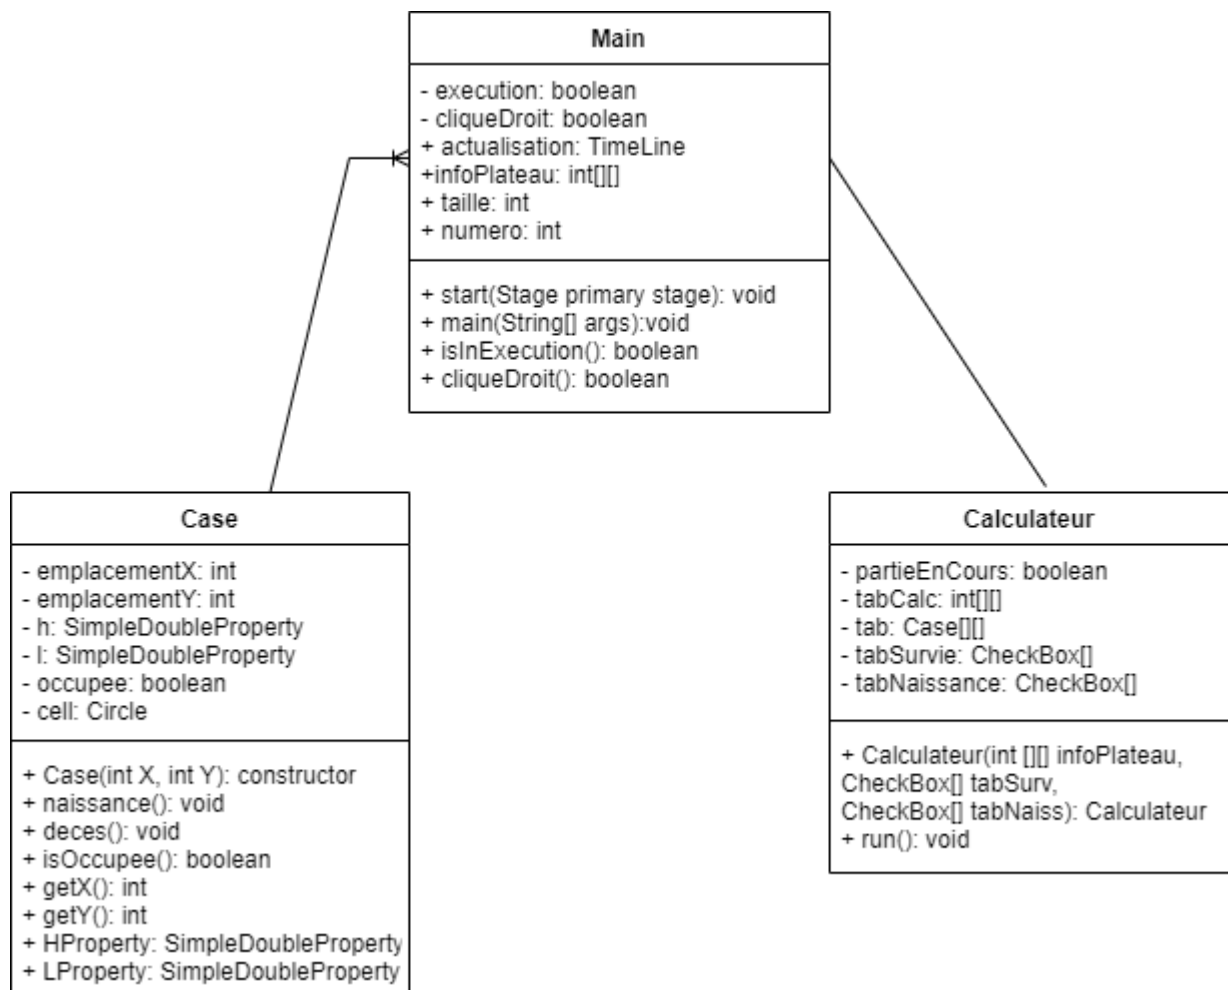 Main
- execution: boolean
- cliqueDroit: boolean
+ actualisation: TimeLine
+infoPlateau: int[][]
+ taille: int
+ numero: int
+ start(Stage primary stage): void
+ main(String[] args):void
+ isInExecution(): boolean
+ cliqueDroit(): boolean
Case
- emplacementX: int
- emplacementY: int
- h: SimpleDoubleProperty
- l: SimpleDoubleProperty
- occupee: boolean
- cell: Circle
+ Case(int X, int Y): constructor
+ naissance(): void
+ deces(): void
+ isOccupee(): boolean
+ getX(): int
+ getY(): int
+ HProperty: SimpleDoubleProperty
+ LProperty: SimpleDoubleProperty
Calculateur
- partieEnCours: boolean
- tabCalc: int[][]
- tab: Case[][]
- tabSurvie: CheckBox[]
- tabNaissance: CheckBox[]
+ Calculateur(int [][] infoPlateau,
CheckBox[] tabSurv,
CheckBox[] tabNaiss): Calculateur
+ run(): void